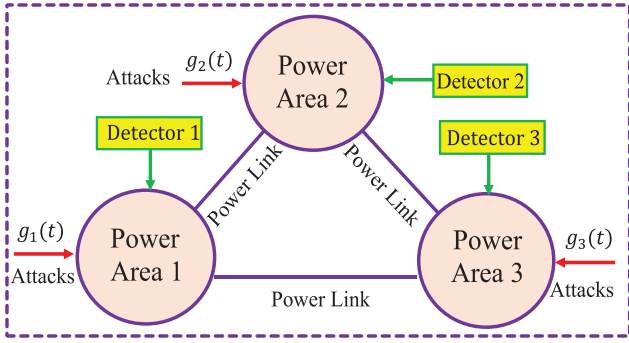 g₂(t)
Attacks
Power
Area 2
Detector 2
Detector 1
Detector 3
Power Link
Power Link
g₁(t)
Attacks
Power
Area 1
Power
Area 3
g₃(t)
Attacks
Power Link